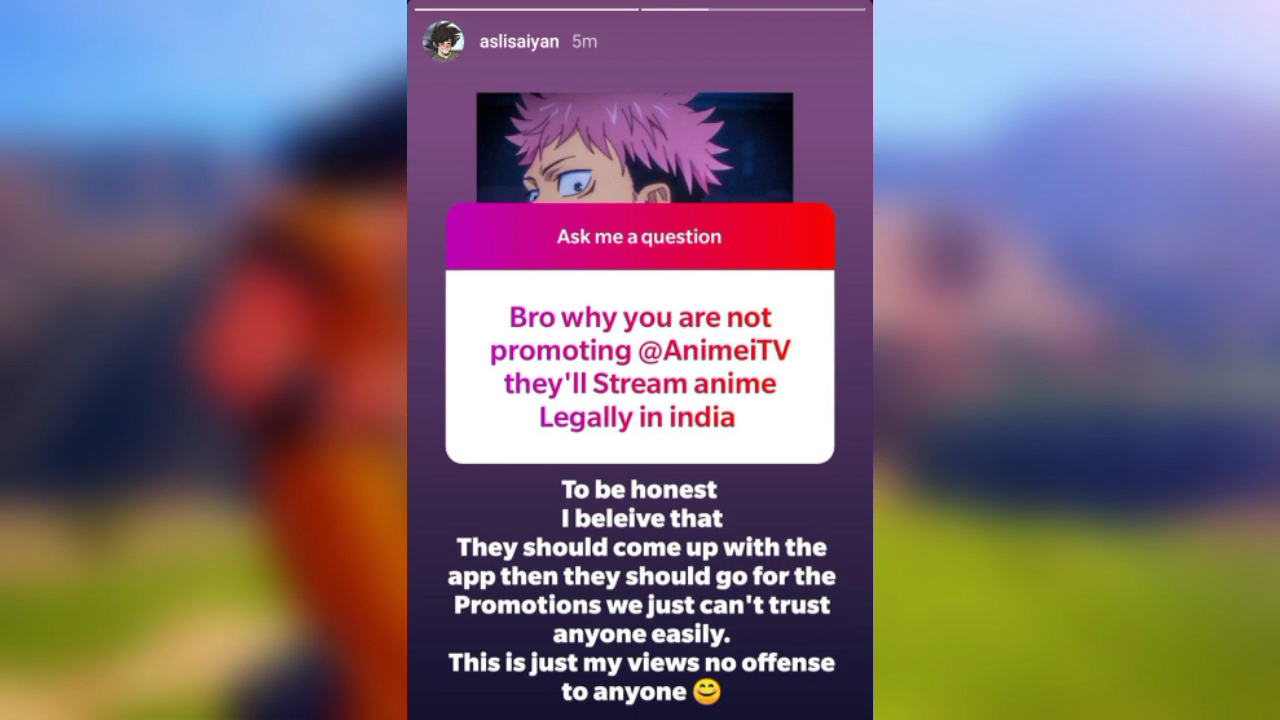 aslisaiyan 5m
Ask me a question
Bro why you are not
promoting @AnimeiTV
they'll Stream anime
Legally in india
To be honest
I beleive that
They should come up with the
app then they should go for the
Promotions we just can't trust
anyone easily.
This is just my views no offense
to anyone 😊